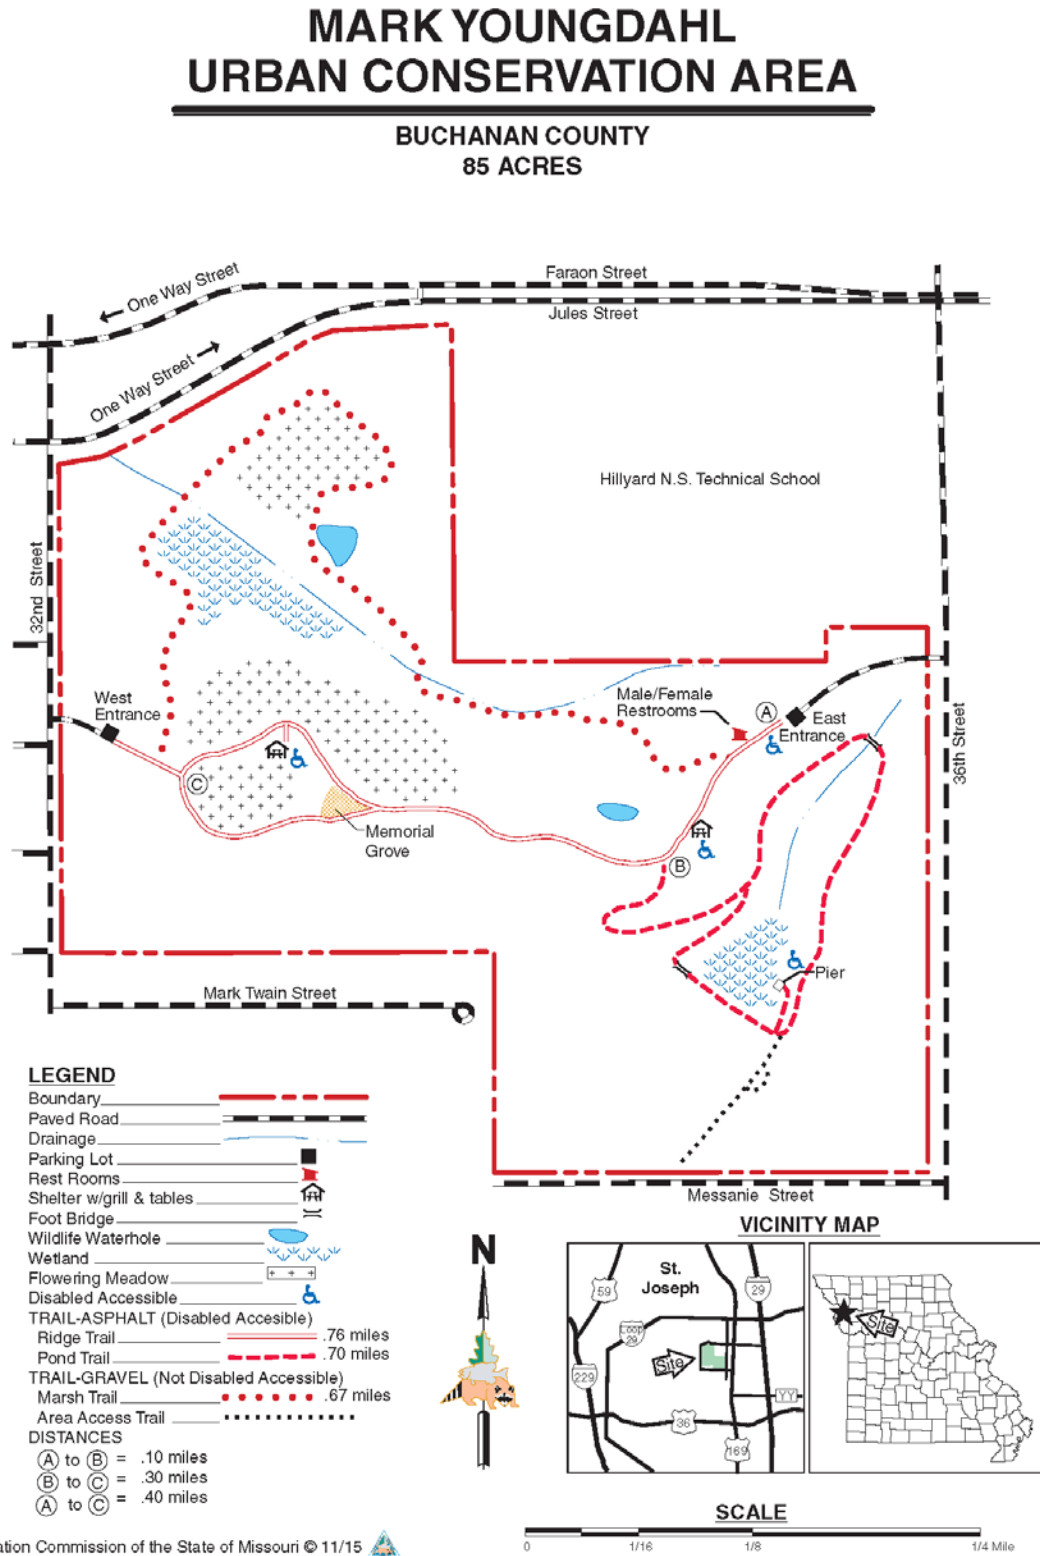 MARK YOUNGDAHL
URBAN CONSERVATION AREA
BUCHANAN COUNTY
85 ACRES
One Way Street
Faraon Street
Jules Street
One Way Street
Hillyard N.S. Technical School
32nd Street
West
Entrance
Male/Female
Restrooms
A
East
Entrance
36th Street
C
Memorial
Grove
B
Pier
Mark Twain Street
Messanie Street
LEGEND
Boundary
Paved Road
Drainage
Parking Lot
Rest Rooms
Shelter w/grill & tables
Foot Bridge
Wildlife Waterhole
Wetland
Flowering Meadow
Disabled Accessible
TRAIL-ASPHALT (Disabled Accesible)
Ridge Trail .76 miles
Pond Trail .70 miles
TRAIL-GRAVEL (Not Disabled Accessible)
Marsh Trail .67 miles
Area Access Trail
DISTANCES
A to B = .10 miles
B to C = .30 miles
A to C = .40 miles
N
VICINITY MAP
St.
Joseph
59
29
Loop
29
Site
229
YY
36
169
Site
SCALE
0 1/16 1/8 1/4 Mile
Commission of the State of Missouri © 11/15